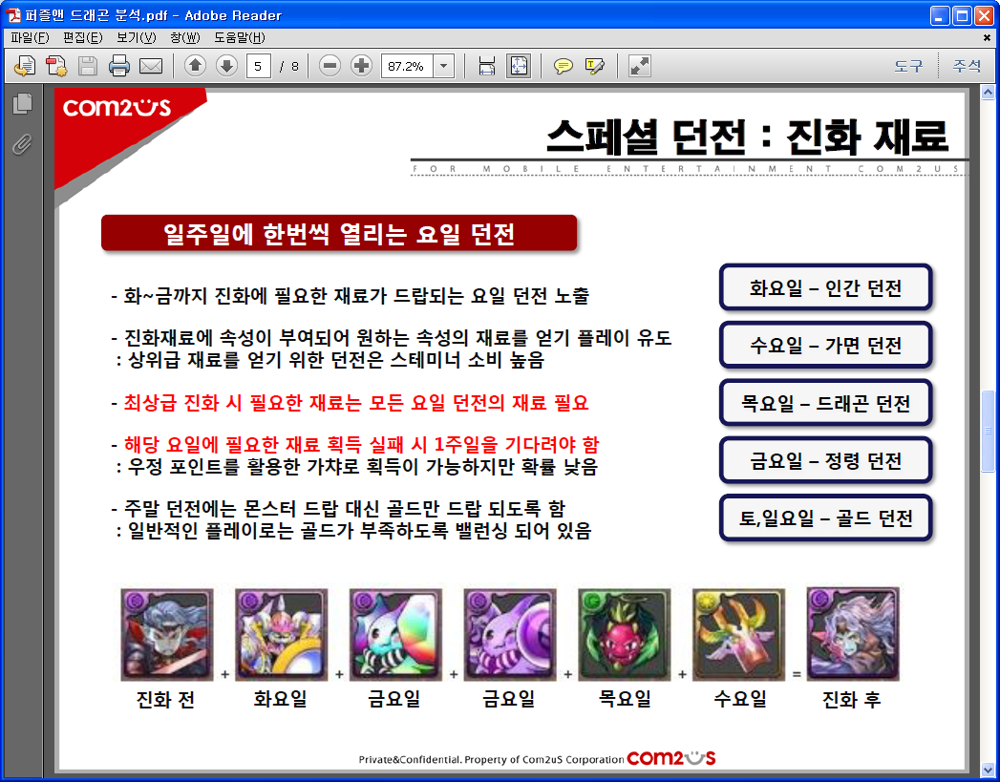 퍼즐앤 드래곤 분석.pdf - Adobe Reader
파일(F) 편집(E) 보기(V) 창(W) 도움말(H)
5 / 8 87.2% 도구 주석
com2uS
스페셜 던전 : 진화 재료
FOR MOBILE ENTERTAINMENT COM2US
일주일에 한번씩 열리는 요일 던전
- 화~금까지 진화에 필요한 재료가 드랍되는 요일 던전 노출
- 진화재료에 속성이 부여되어 원하는 속성의 재료를 얻기 플레이 유도
: 상위급 재료를 얻기 위한 던전은 스테미너 소비 높음
- 최상급 진화 시 필요한 재료는 모든 요일 던전의 재료 필요
- 해당 요일에 필요한 재료 획득 실패 시 1주일을 기다려야 함
: 우정 포인트를 활용한 가챠로 획득이 가능하지만 확률 낮음
- 주말 던전에는 몬스터 드랍 대신 골드만 드랍 되도록 함
: 일반적인 플레이로는 골드가 부족하도록 밸런싱 되어 있음
화요일 – 인간 던전
수요일 – 가면 던전
목요일 – 드래곤 던전
금요일 – 정령 던전
토,일요일 – 골드 던전
+ + + + + =
진화 전 화요일 금요일 금요일 목요일 수요일 진화 후
Private&Confidential. Property of Com2uS Corporation com2uS